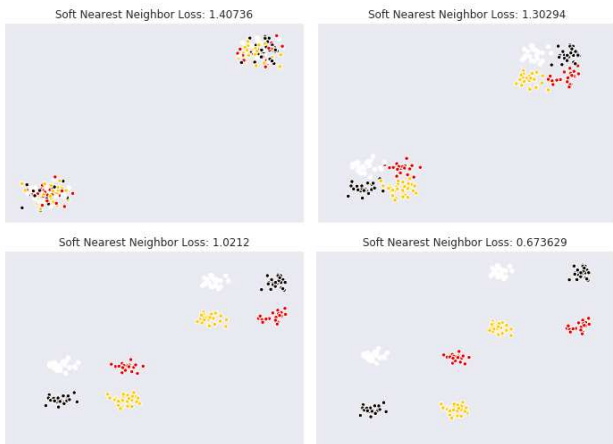 Soft Nearest Neighbor Loss: 1.40736
Soft Nearest Neighbor Loss: 1.30294
Soft Nearest Neighbor Loss: 1.0212
Soft Nearest Neighbor Loss: 0.673629